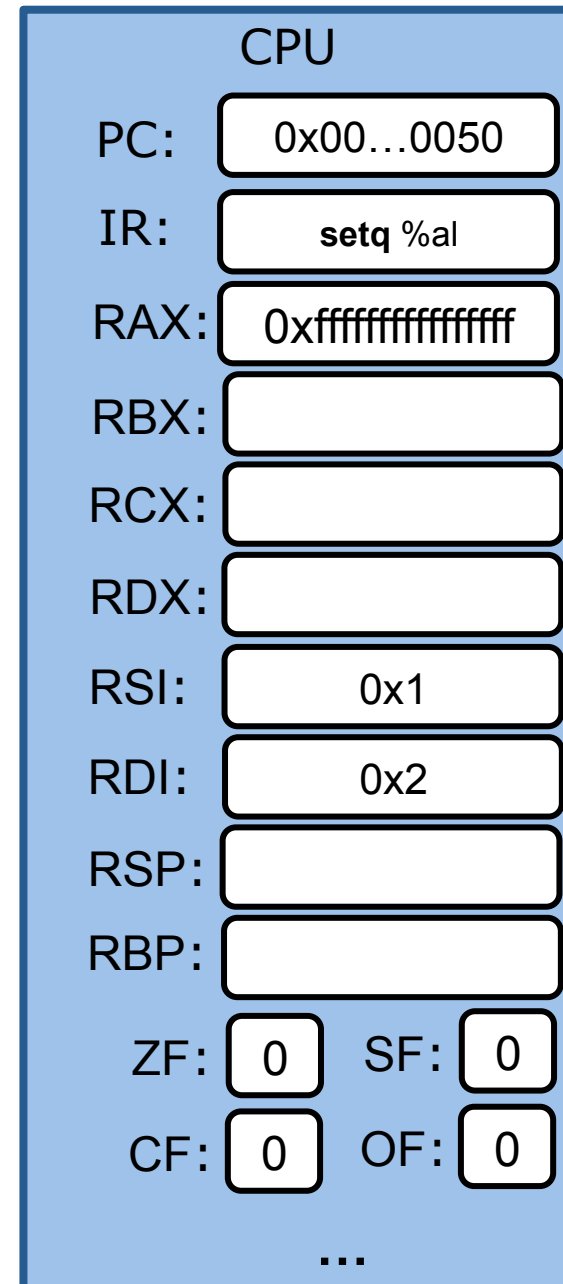 CPU
PC: 0x00…0050
IR: setq %al
RAX: 0xffffffffffffffff
RBX:
RCX:
RDX:
RSI: 0x1
RDI: 0x2
RSP:
RBP:
ZF: 0 SF: 0
CF: 0 OF: 0
...